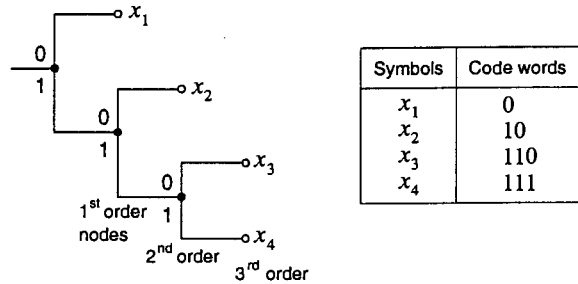 0
1
x1
0
1
x2
0
1
x3
x4
1st order
nodes
2nd order
3rd order
Symbols Code words
x1 0
x2 10
x3 110
x4 111